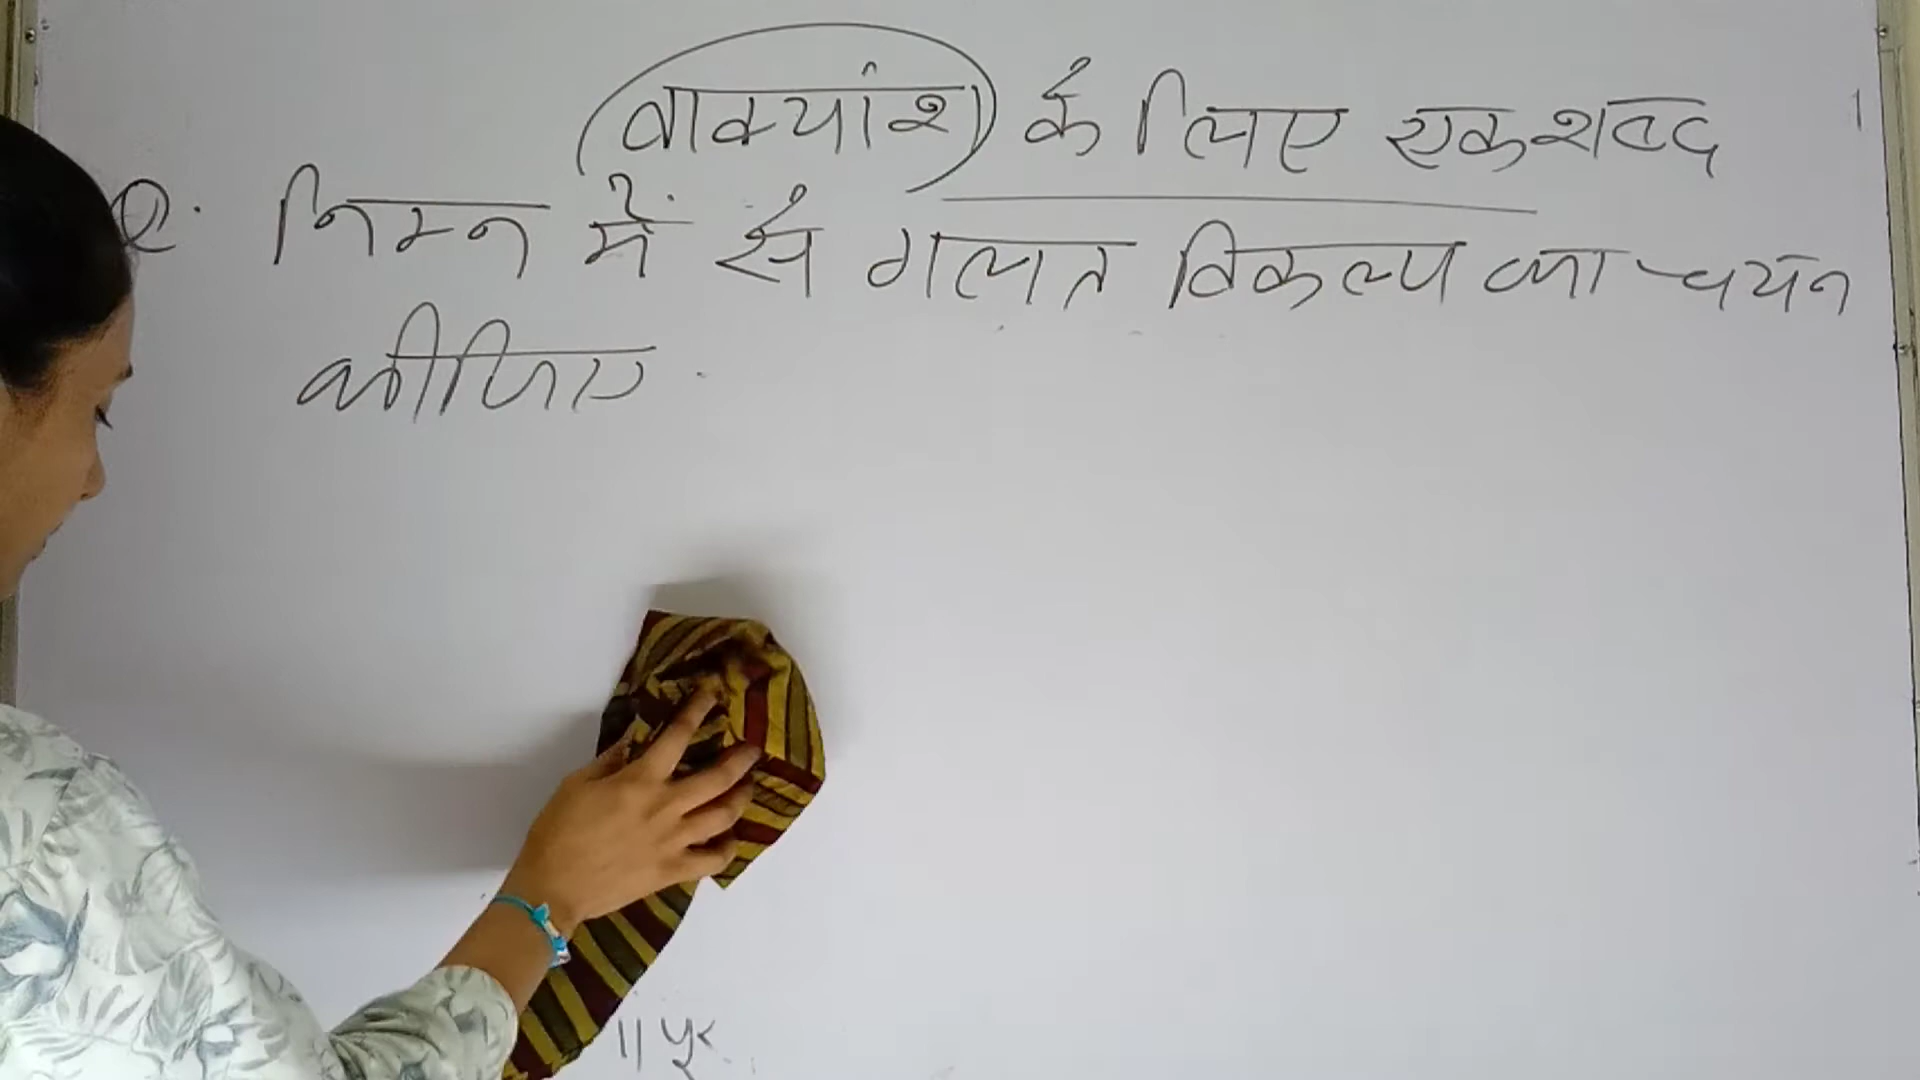 वाक्यांश के लिए एक शब्द
Q. निम्न में से गलत विकल्प का चयन
कीजिए.